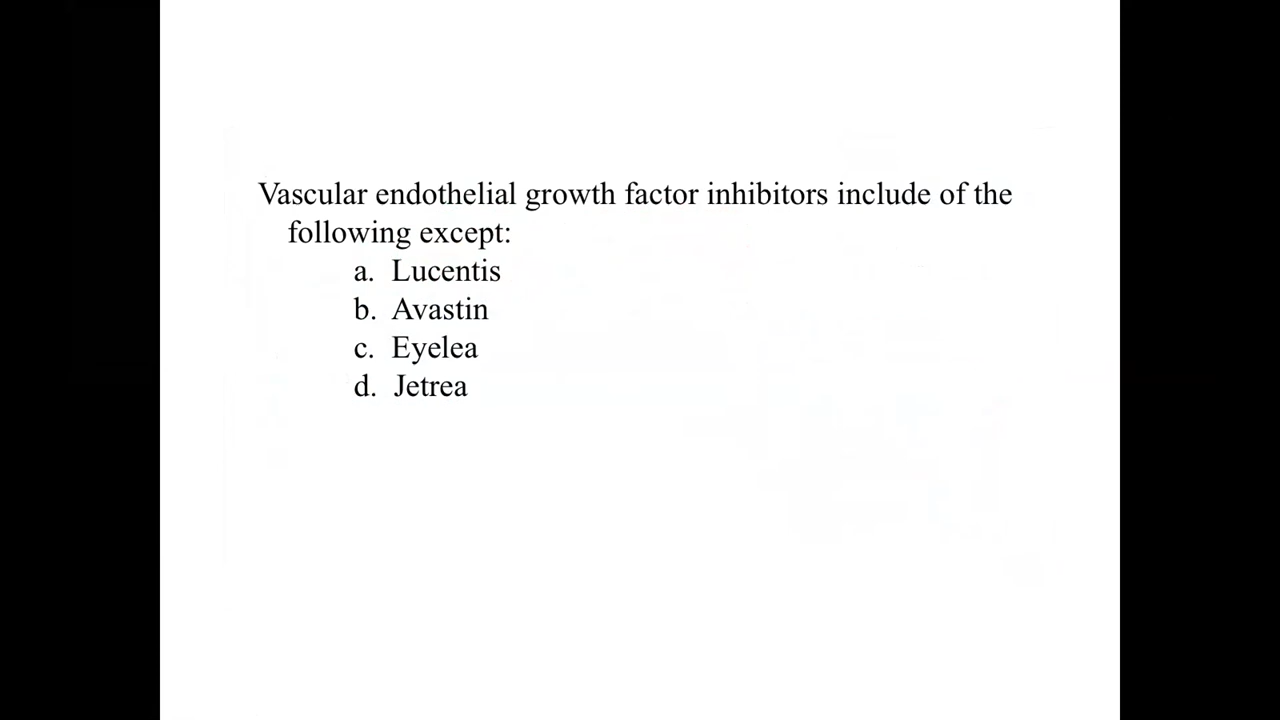 Vascular endothelial growth factor inhibitors include of the
following except:
a. Lucentis
b. Avastin
c. Eyelea
d. Jetrea